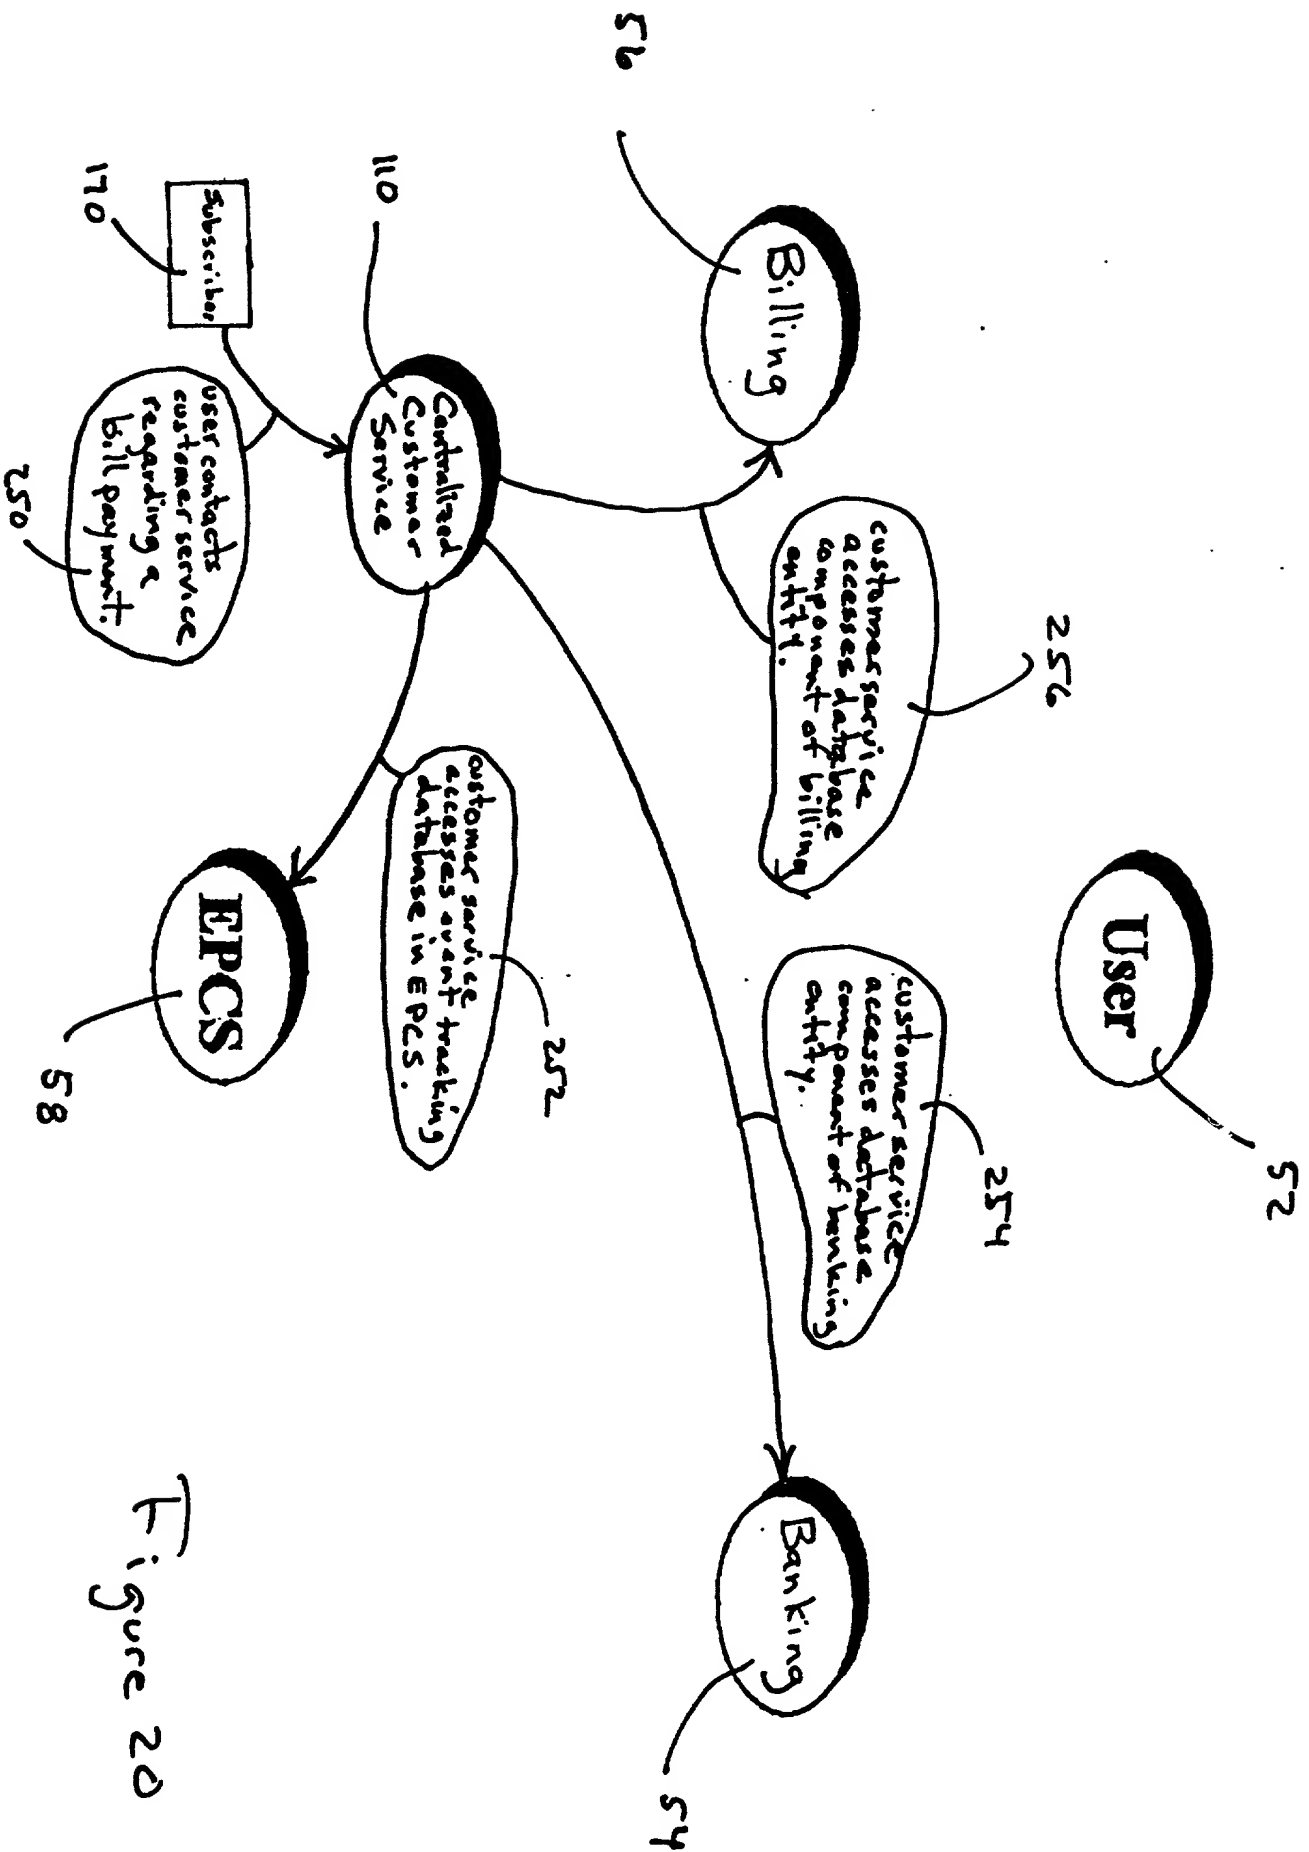 52
User
256
254
customer service
accesses database
component of billing
entity.
customer service
accesses database
component of banking
entity.
56
Billing
Banking
54
252
customer service
accesses event tracking
database in EPCS.
110
Centralized
Customer
Service
EPCS
58
Subscriber
170
user contacts
customer service
regarding a
bill payment.
250
Figure 20